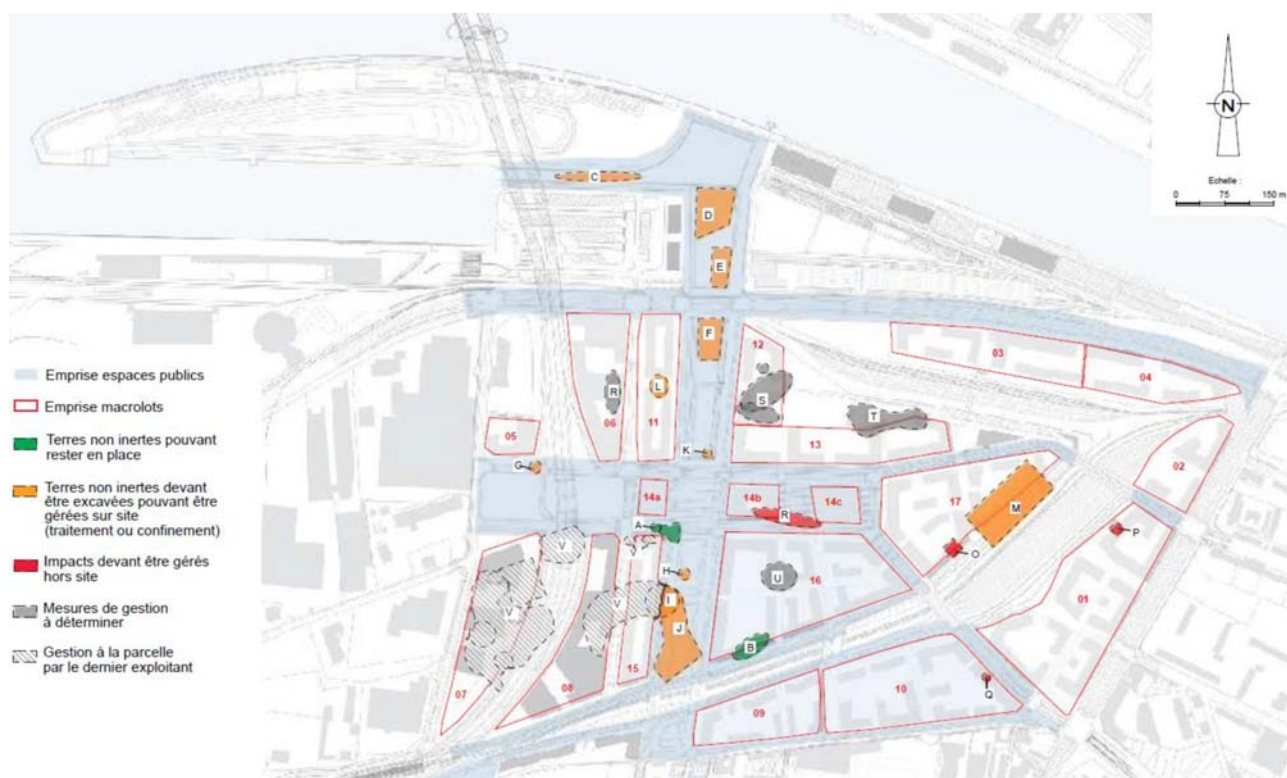 N
Echelle :
0 75 150 m
C
D
E
F
12
03
04
R
L
S
T
06
11
05
13
K
G
02
14a
14b
14c
17
M
A
R
P
O
V
H
U
16
01
V
V
I
J
B
15
Q
07
08
10
09
Emprise espaces publics
Emprise macrolots
Terres non inertes pouvant
rester en place
Terres non inertes devant
être excavées pouvant être
gérées sur site
(traitement ou confinement)
Impacts devant être gérés
hors site
Mesures de gestion
à déterminer
Gestion à la parcelle
par le dernier exploitant